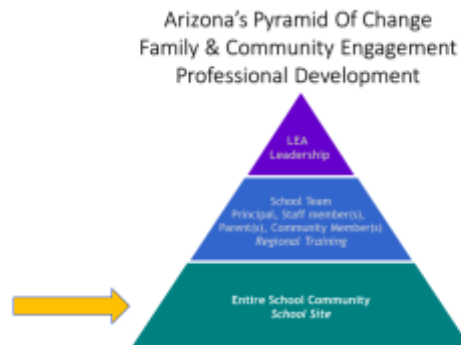 Arizona's Pyramid Of Change
Family & Community Engagement
Professional Development
LEA
Leadership
School Team
Principal, Staff member(s),
Parent(s), Community Member(s)
Regional Training
Entire School Community
School Site